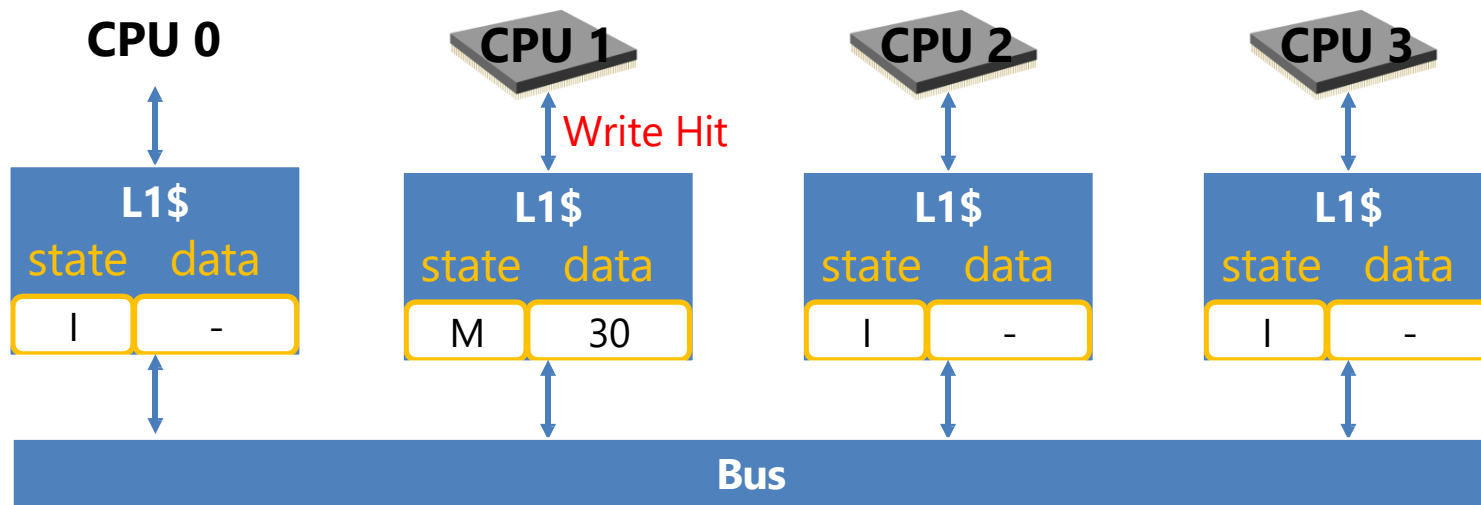 CPU 0 CPU 1 CPU 2 CPU 3
Write Hit
L1$ L1$ L1$ L1$
state data state data state data state data
I - M 30 I - I -
Bus